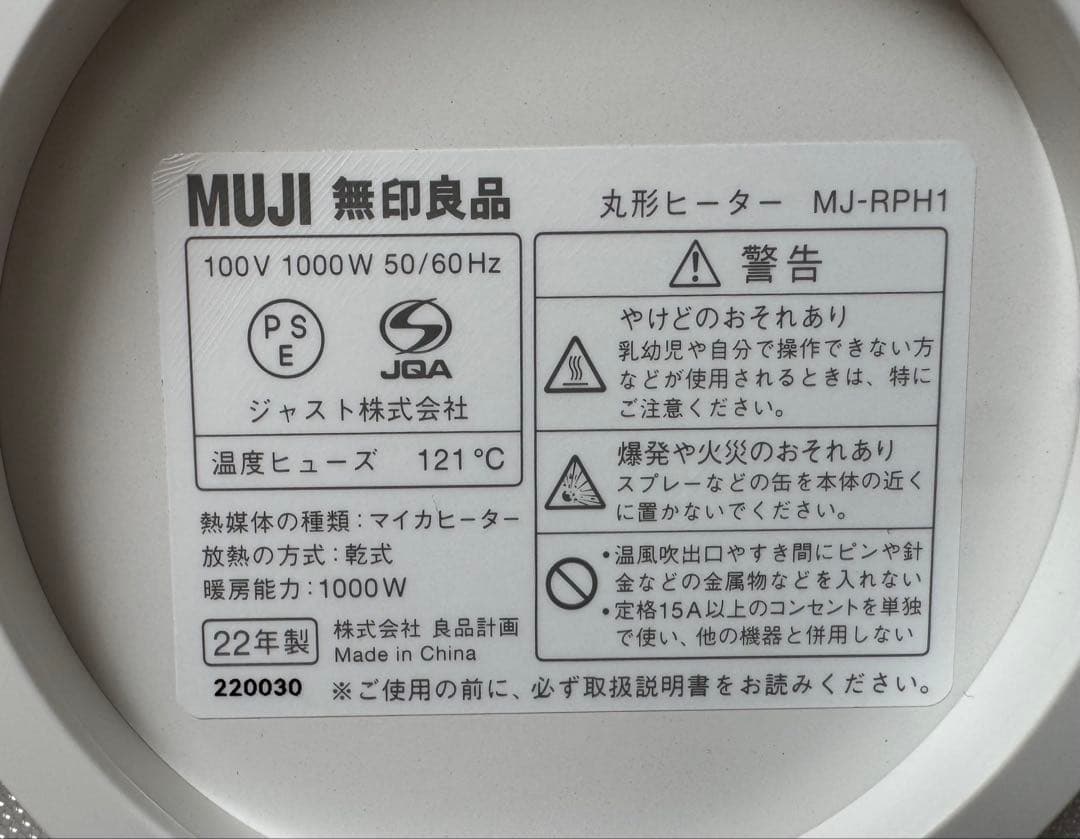 MUJI 無印良品
丸形ヒーター MJ-RPH1
100V 1000W 50/60Hz
PS
E
JQA
ジャスト株式会社
温度ヒューズ 121℃
熱媒体の種類：マイカヒーター
放熱の方式：乾式
暖房能力：1000W
22年製
株式会社 良品計画
Made in China
220030
警告
やけどのおそれあり
乳幼児や自分で操作できない方
などが使用されるときは、特に
ご注意ください。
爆発や火災のおそれあり
スプレーなどの缶を本体の近く
に置かないでください。
・温風吹出口やすき間にピンや針
金などの金属物などを入れない
・定格15A以上のコンセントを単独
で使い、他の機器と併用しない
※ご使用の前に、必ず取扱説明書をお読みください。